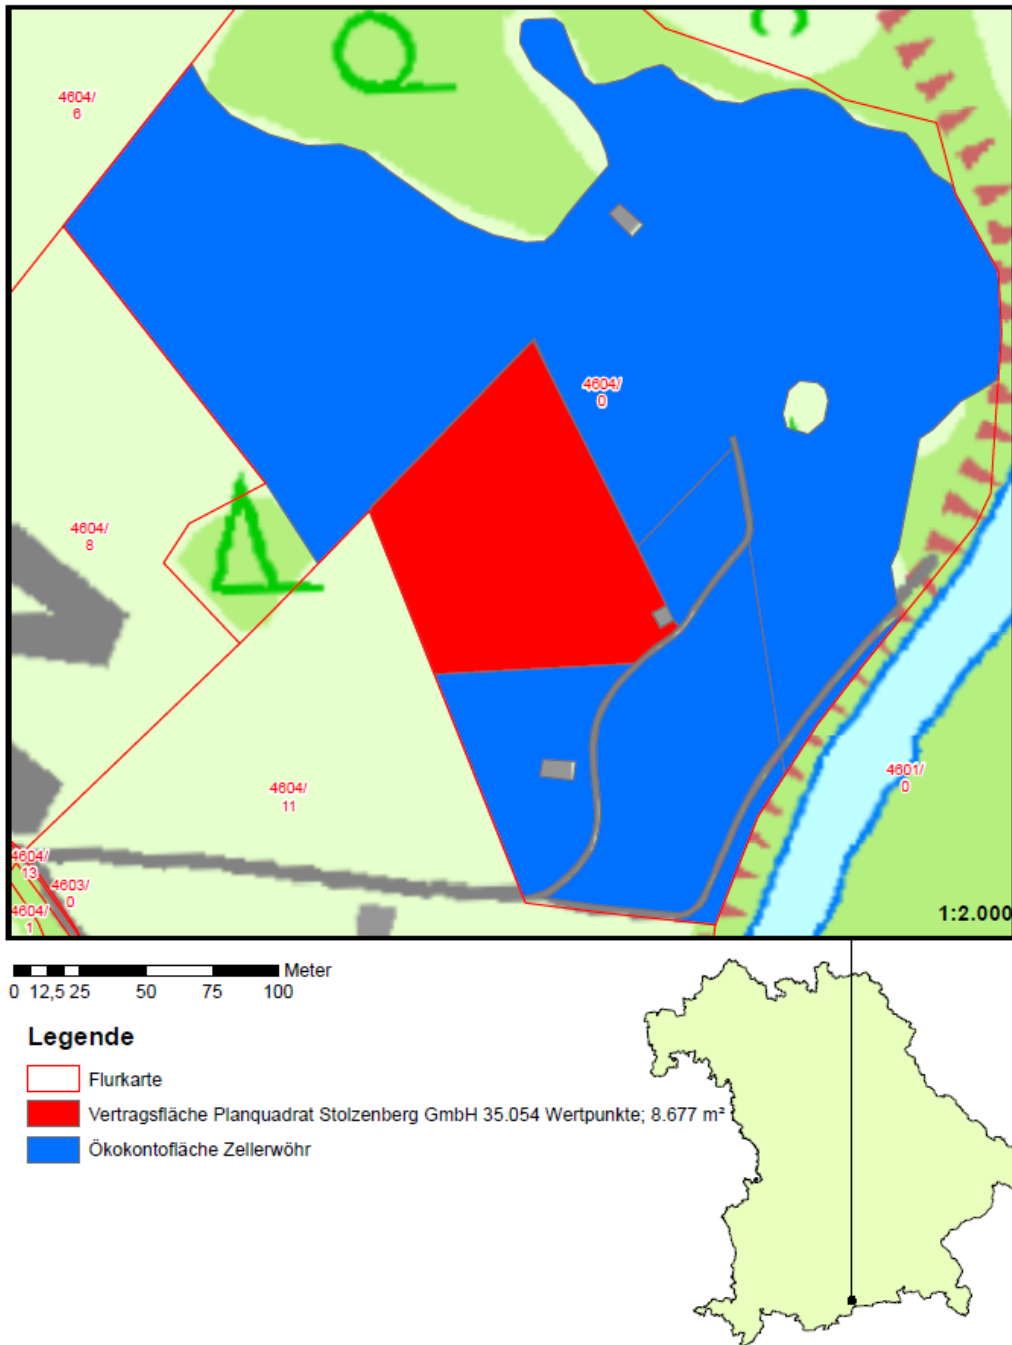 4604/
6
4604/
0
4604/
8
4604/
11
4601/
0
4604/
13
4603/
0
4604/
1
1:2.000
Meter
0 12,5 25 50 75 100
Legende
Flurkarte
Vertragsfläche Planquadrat Stolzenberg GmbH 35.054 Wertpunkte; 8.677 m²
Ökokontofläche Zellerwöhr